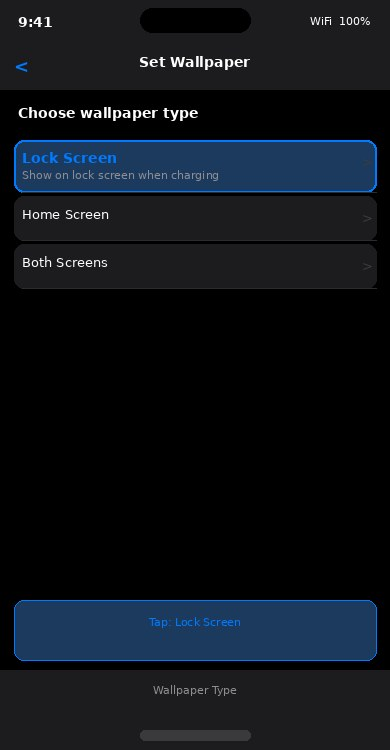 9:41
WiFi 100%
<
Set Wallpaper
Choose wallpaper type
Lock Screen
Show on lock screen when charging
>
Home Screen
>
Both Screens
>
Tap: Lock Screen
Wallpaper Type